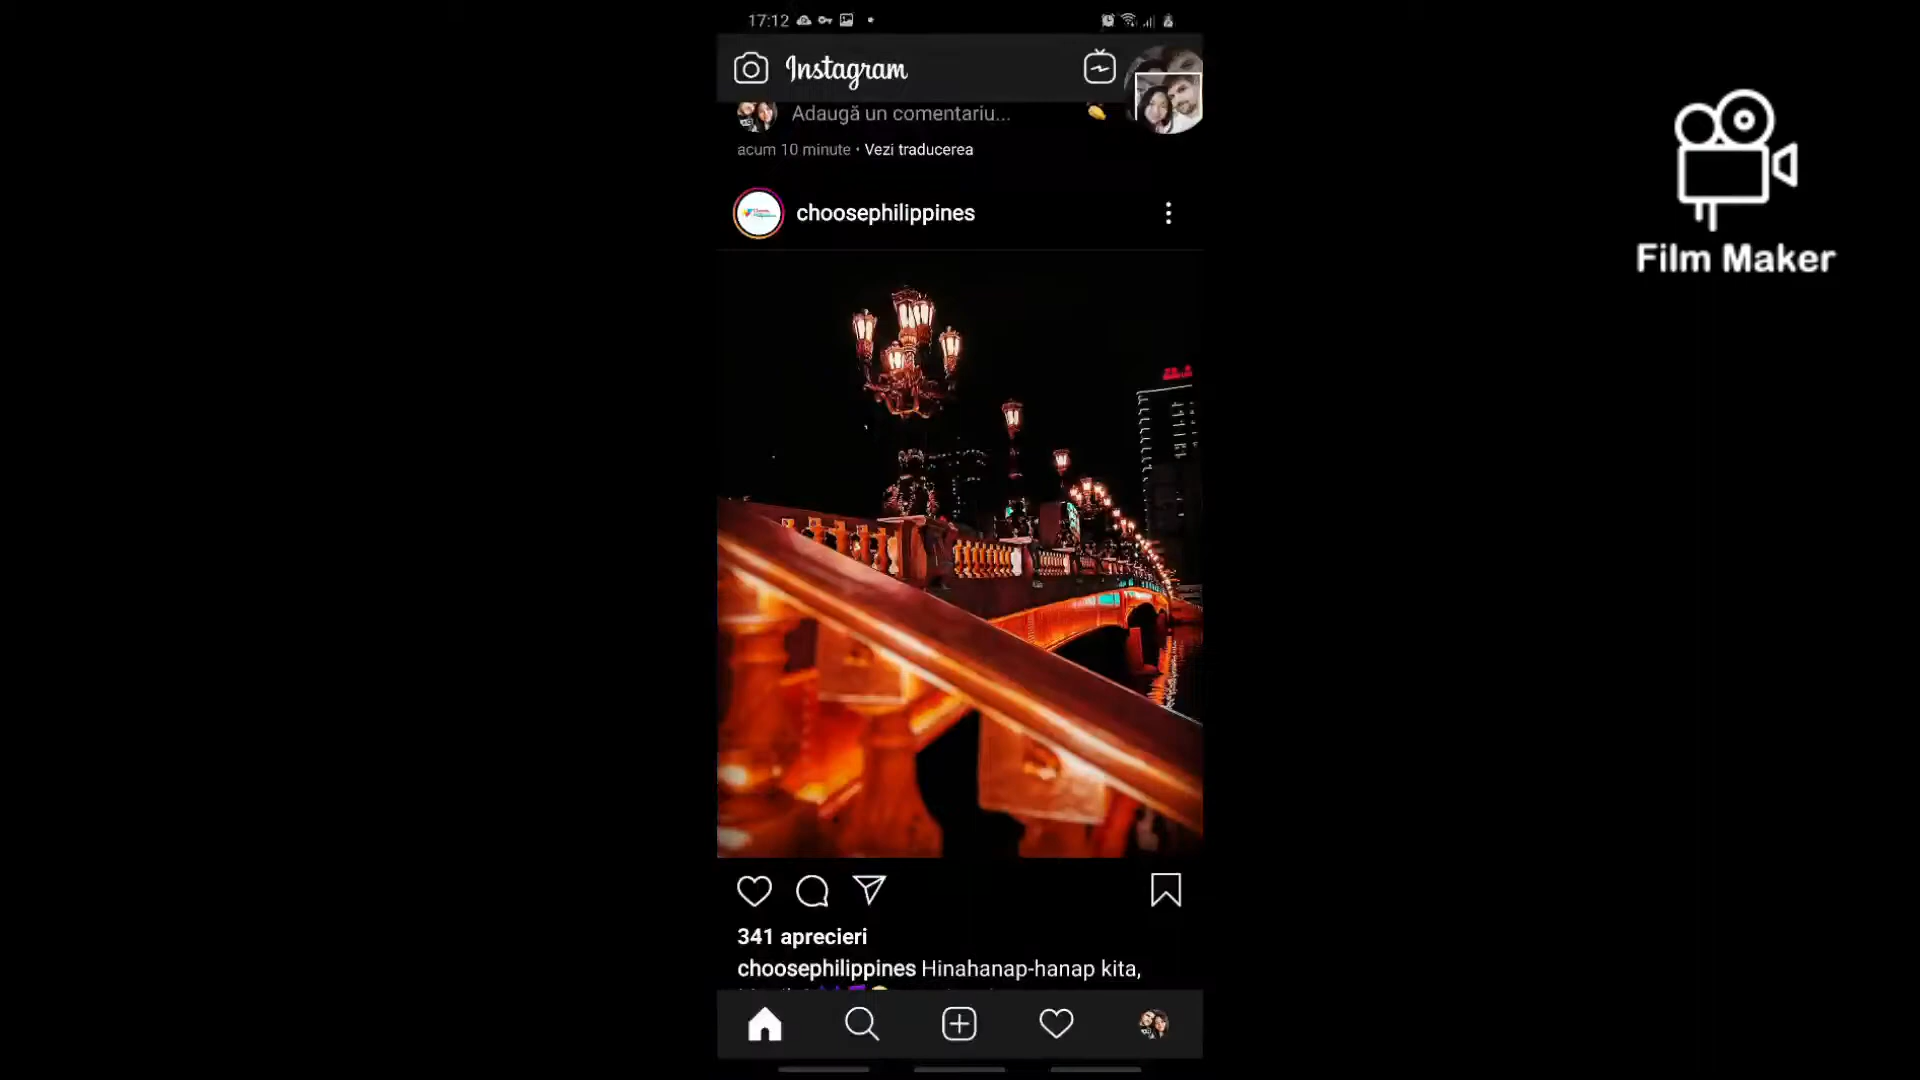 17:12
Instagram
Adaugă un comentariu...
acum 10 minute • Vezi traducerea
choosephilippines
341 aprecieri
choosephilippines Hinahanap-hanap kita,
Film Maker